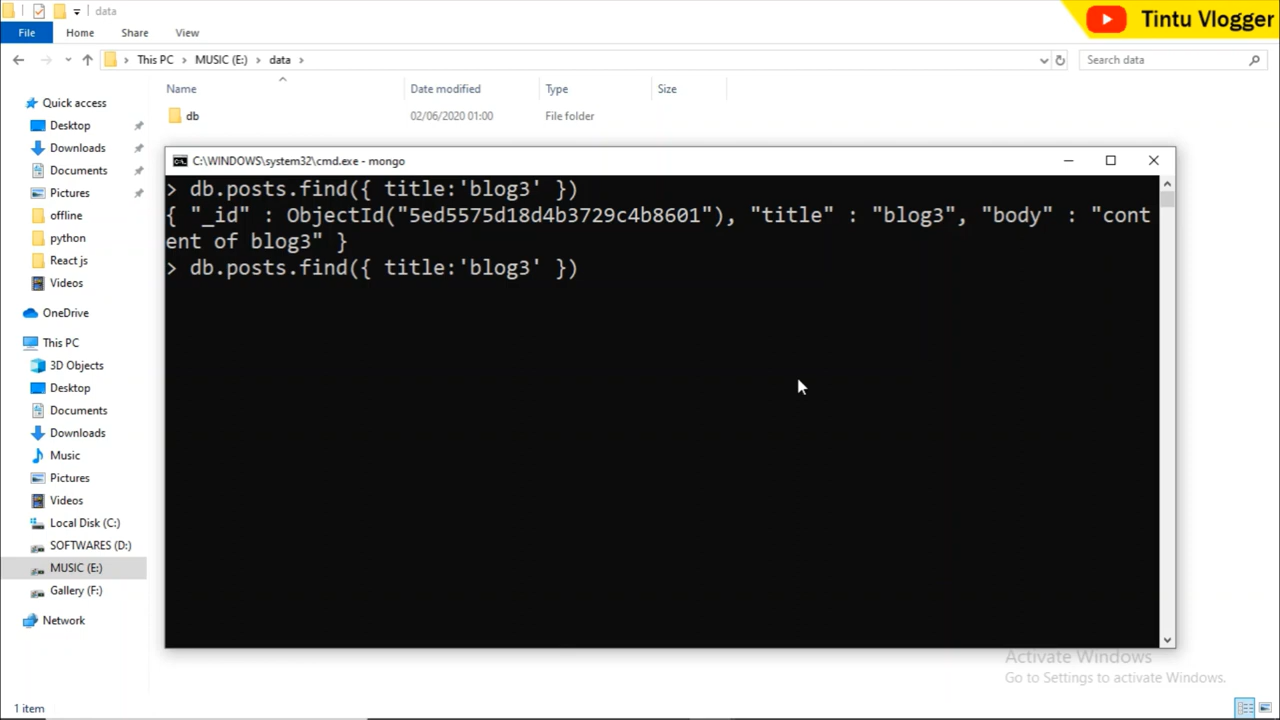 data
Tintu Vlogger
File Home Share View
This PC MUSIC (E:) data
Search data
Name Date modified Type Size
db 02/06/2020 01:00 File folder
Quick access
Desktop
Downloads
Documents
Pictures
offline
python
React js
Videos
OneDrive
This PC
3D Objects
Desktop
Documents
Downloads
Music
Pictures
Videos
Local Disk (C:)
SOFTWARES (D:)
MUSIC (E:)
Gallery (F:)
Network
C:\WINDOWS\system32\cmd.exe - mongo
> db.posts.find({ title:'blog3' })
{ "_id" : ObjectId("5ed5575d18d4b3729c4b8601"), "title" : "blog3", "body" : "cont
ent of blog3" }
> db.posts.find({ title:'blog3' })
Activate Windows
Go to Settings to activate Windows.
1 item